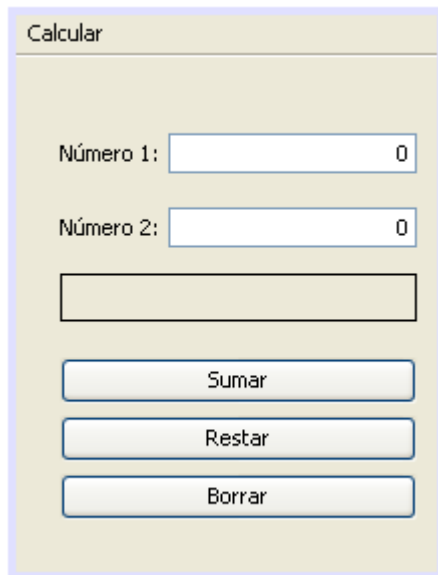 Calcular
Número 1: 0
Número 2: 0
Sumar
Restar
Borrar